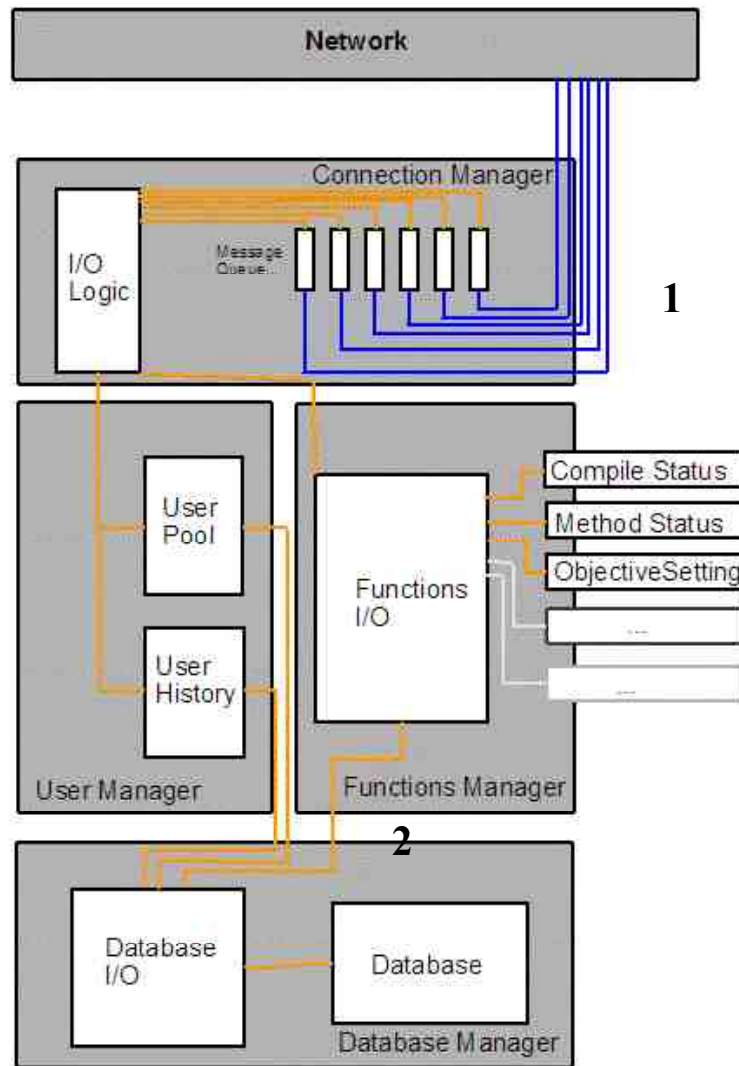 Network
Connection Manager
I/O
Logic
Message
Queue...
1
User
Pool
User
History
User Manager
Functions
I/O
Compile Status
Method Status
ObjectiveSetting
Functions Manager
2
Database
I/O
Database
Database Manager